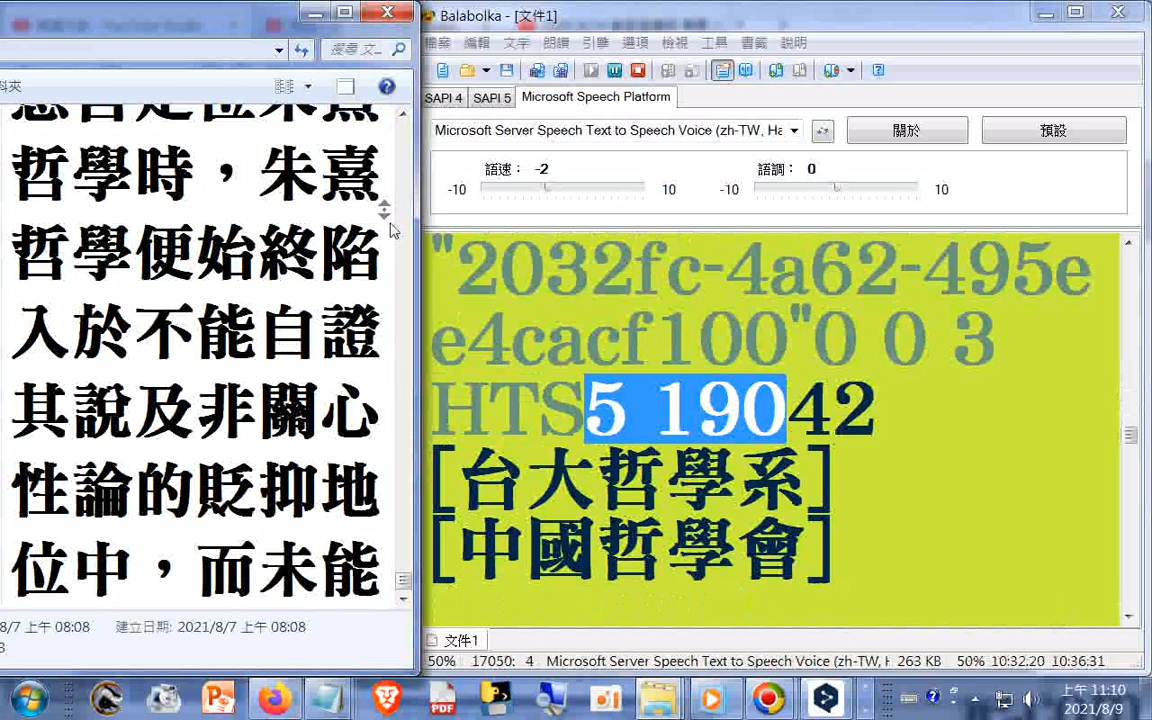 搜尋 文...
料夾
哲學時，朱熹
哲學便始終陷
入於不能自證
其說及非關心
性論的貶抑地
位中，而未能
8/7 上午 08:08 建立日期: 2021/8/7 上午 08:08
Balabolka - [文件1]
檔案 編輯 文字 朗讀 引擎 選項 檢視 工具 書籤 說明
SAPI 4 SAPI 5 Microsoft Speech Platform
Microsoft Server Speech Text to Speech Voice (zh-TW, Ha
關於 預設
語速： -2 語調： 0
-10 10 -10 10
"2032fc-4a62-495e
e4cacf100"0 0 3
HTS5 19042
[台大哲學系]
[中國哲學會]
文件1
50% 17050: 4 Microsoft Server Speech Text to Speech Voice (zh-TW, H 263 KB 50% 10:32.20 10:36.31
PDF
上午 11:10
2021/8/9